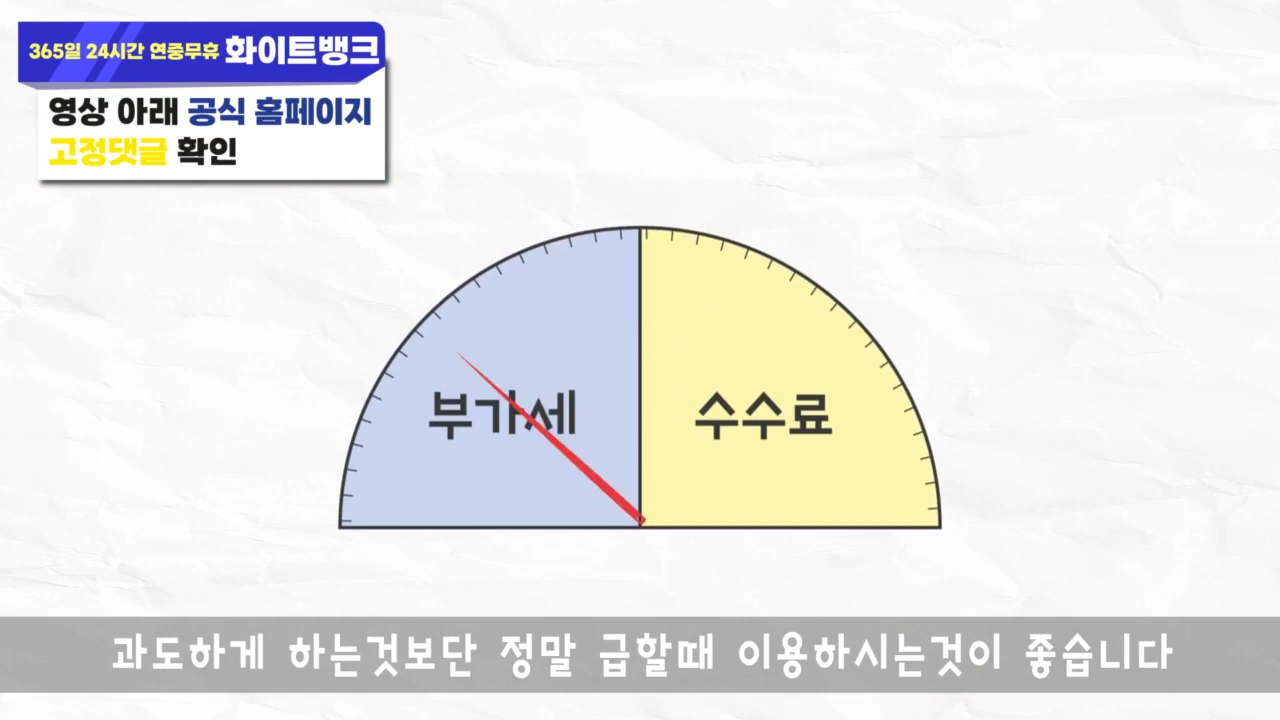 365일 24시간 연중무휴 화이트뱅크
영상 아래 공식 홈페이지
고정댓글 확인
부가세
수수료
과도하게 하는것보단 정말 급할때 이용하시는것이 좋습니다